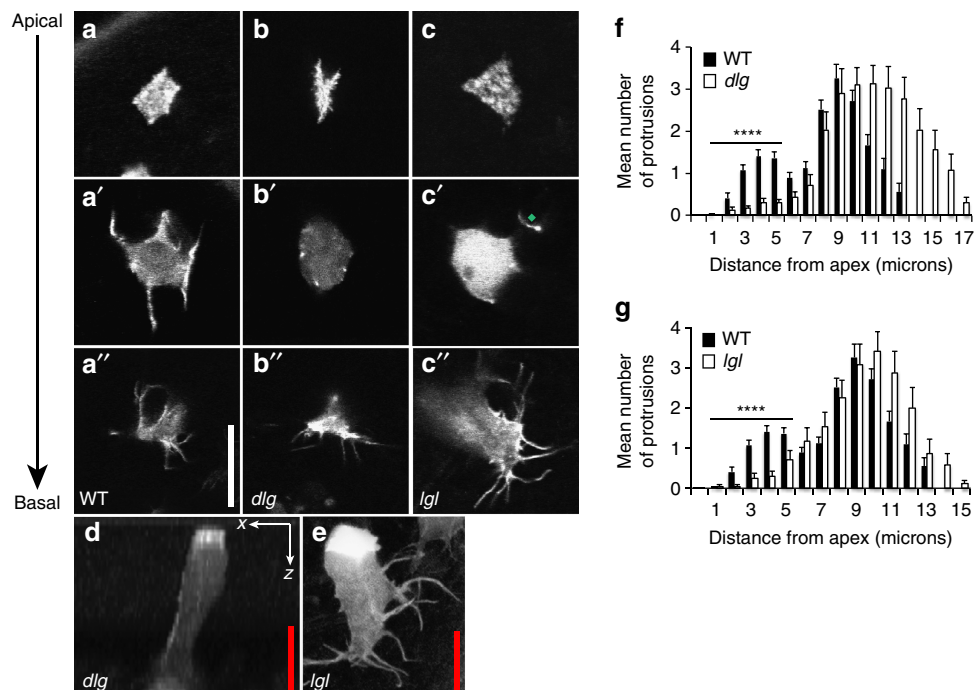 Apical
Basal
a
b
c
a′
b′
c′
a″
b″
c″
WT
dlg
lgl
d
x
z
dlg
e
lgl
f
WT
dlg
****
Mean number
of protrusions
4
3
2
1
0
1 3 5 7 9 11 13 15 17
Distance from apex (microns)
g
WT
lgl
****
Mean number
of protrusions
4
3
2
1
0
1 3 5 7 9 11 13 15
Distance from apex (microns)